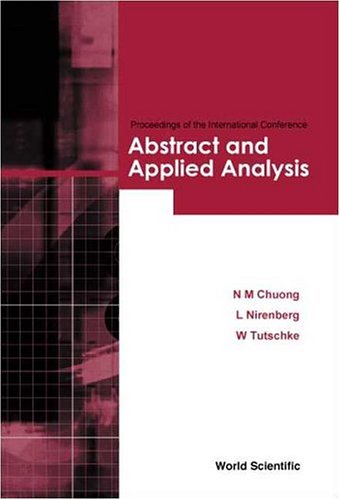 Proceedings of the International Conference
Abstract and
Applied Analysis
N M Chuong
L Nirenberg
W Tutschke
World Scientific